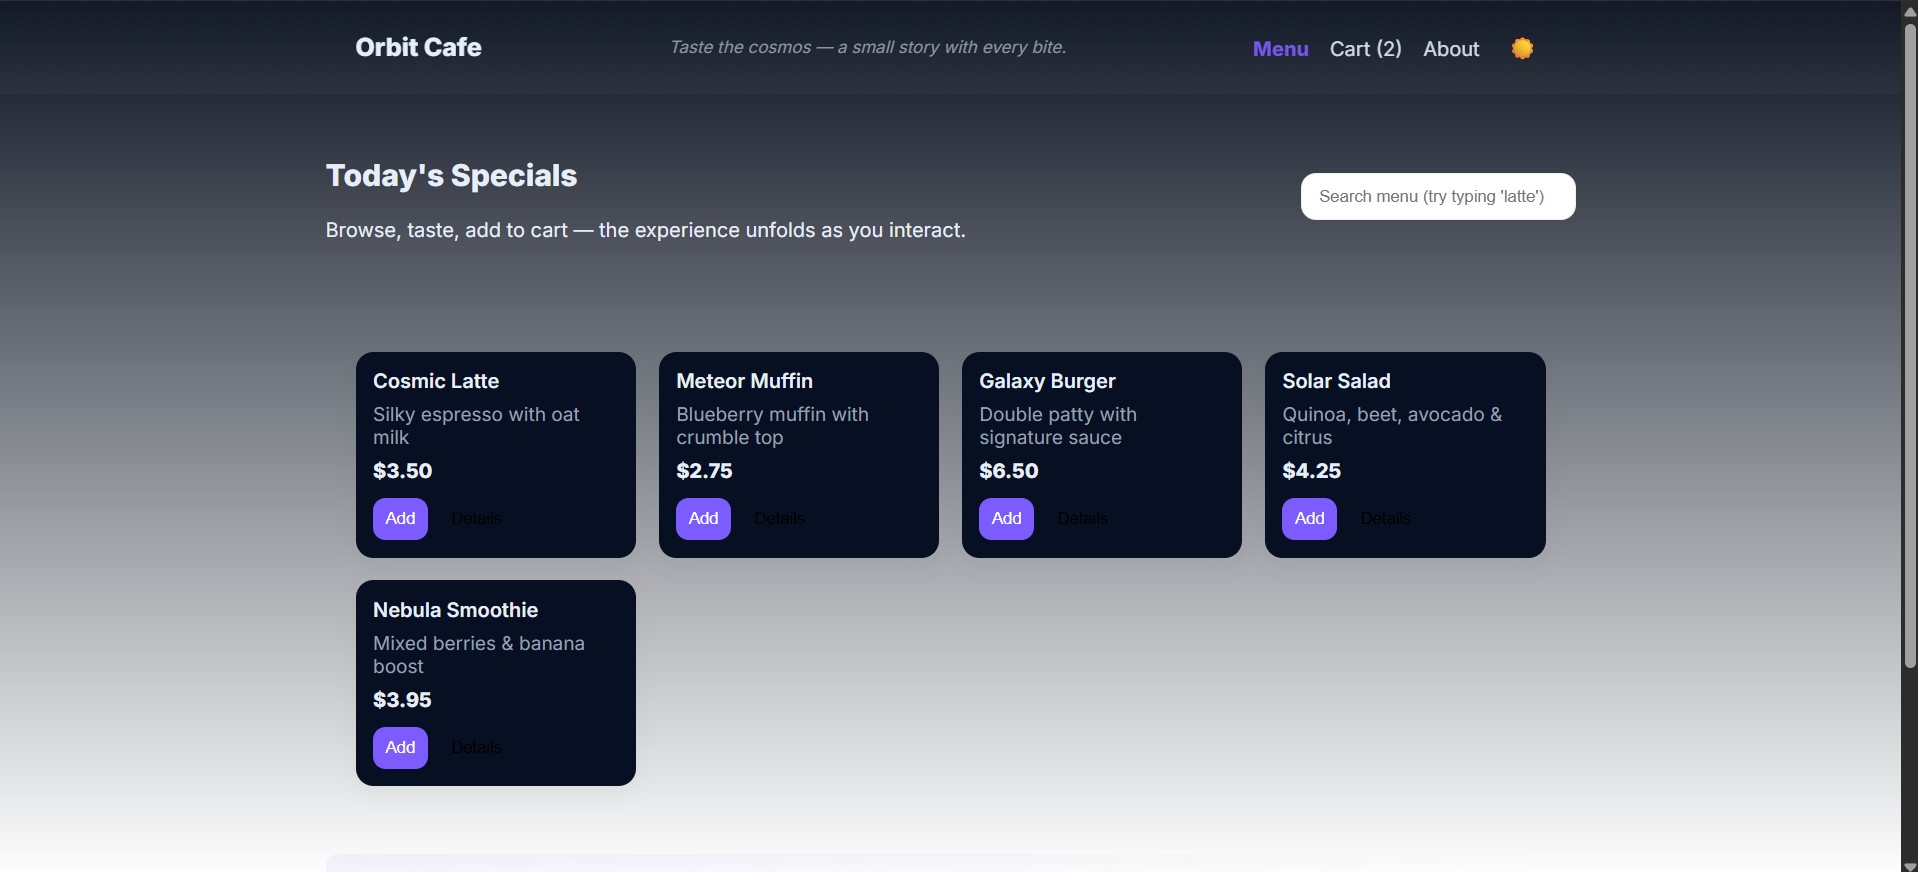 Orbit Cafe
Taste the cosmos — a small story with every bite.
Menu
Cart (2)
About
Today's Specials
Search menu (try typing 'latte')
Browse, taste, add to cart — the experience unfolds as you interact.
Cosmic Latte
Silky espresso with oat
milk
$3.50
Add
Details
Meteor Muffin
Blueberry muffin with
crumble top
$2.75
Add
Details
Galaxy Burger
Double patty with
signature sauce
$6.50
Add
Details
Solar Salad
Quinoa, beet, avocado &
citrus
$4.25
Add
Details
Nebula Smoothie
Mixed berries & banana
boost
$3.95
Add
Details